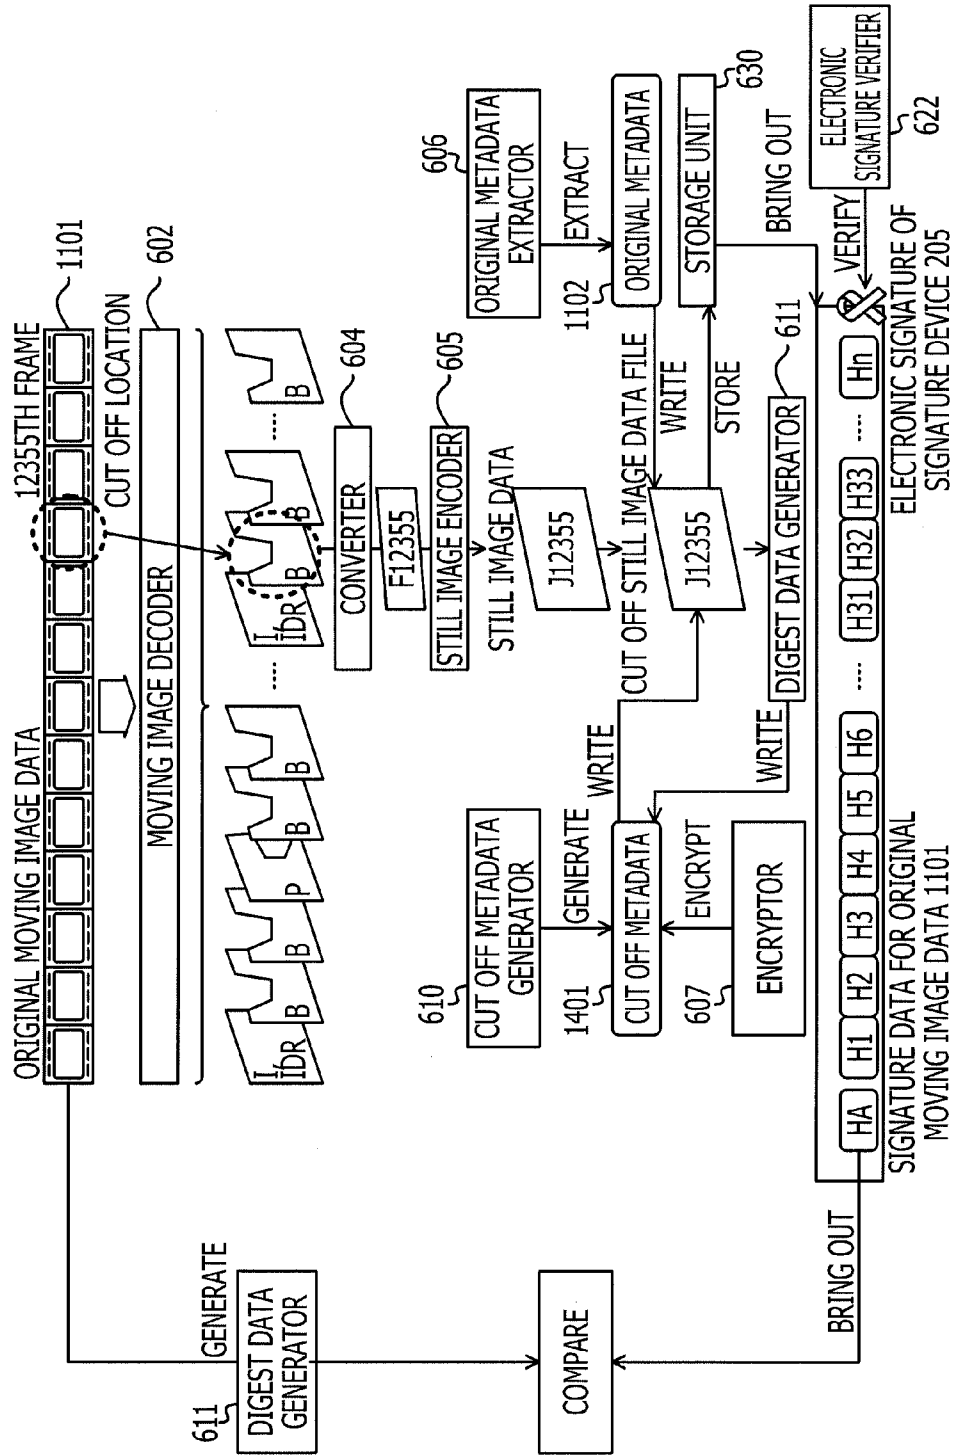 ORIGINAL MOVING IMAGE DATA
12355TH FRAME
1101
CUT OFF LOCATION
MOVING IMAGE DECODER
602
I/
IDR
B
B
P
B
B
....
I/
IDR
B
B
....
B
CONVERTER
604
F12355
STILL IMAGE ENCODER
605
STILL IMAGE DATA
J12355
CUT OFF STILL IMAGE DATA FILE
J12355
606
ORIGINAL METADATA
EXTRACTOR
EXTRACT
1102
ORIGINAL METADATA
WRITE
STORAGE UNIT
630
STORE
BRING OUT
610
CUT OFF METADATA
GENERATOR
GENERATE
WRITE
1401
CUT OFF METADATA
ENCRYPT
607
ENCRYPTOR
WRITE
DIGEST DATA GENERATOR
611
ELECTRONIC
SIGNATURE VERIFIER
622
VERIFY
HA
H1
H2
H3
H4
H5
H6
....
H31
H32
H33
....
Hn
SIGNATURE DATA FOR ORIGINAL
MOVING IMAGE DATA 1101
ELECTRONIC SIGNATURE OF
SIGNATURE DEVICE 205
GENERATE
611
DIGEST DATA
GENERATOR
COMPARE
BRING OUT